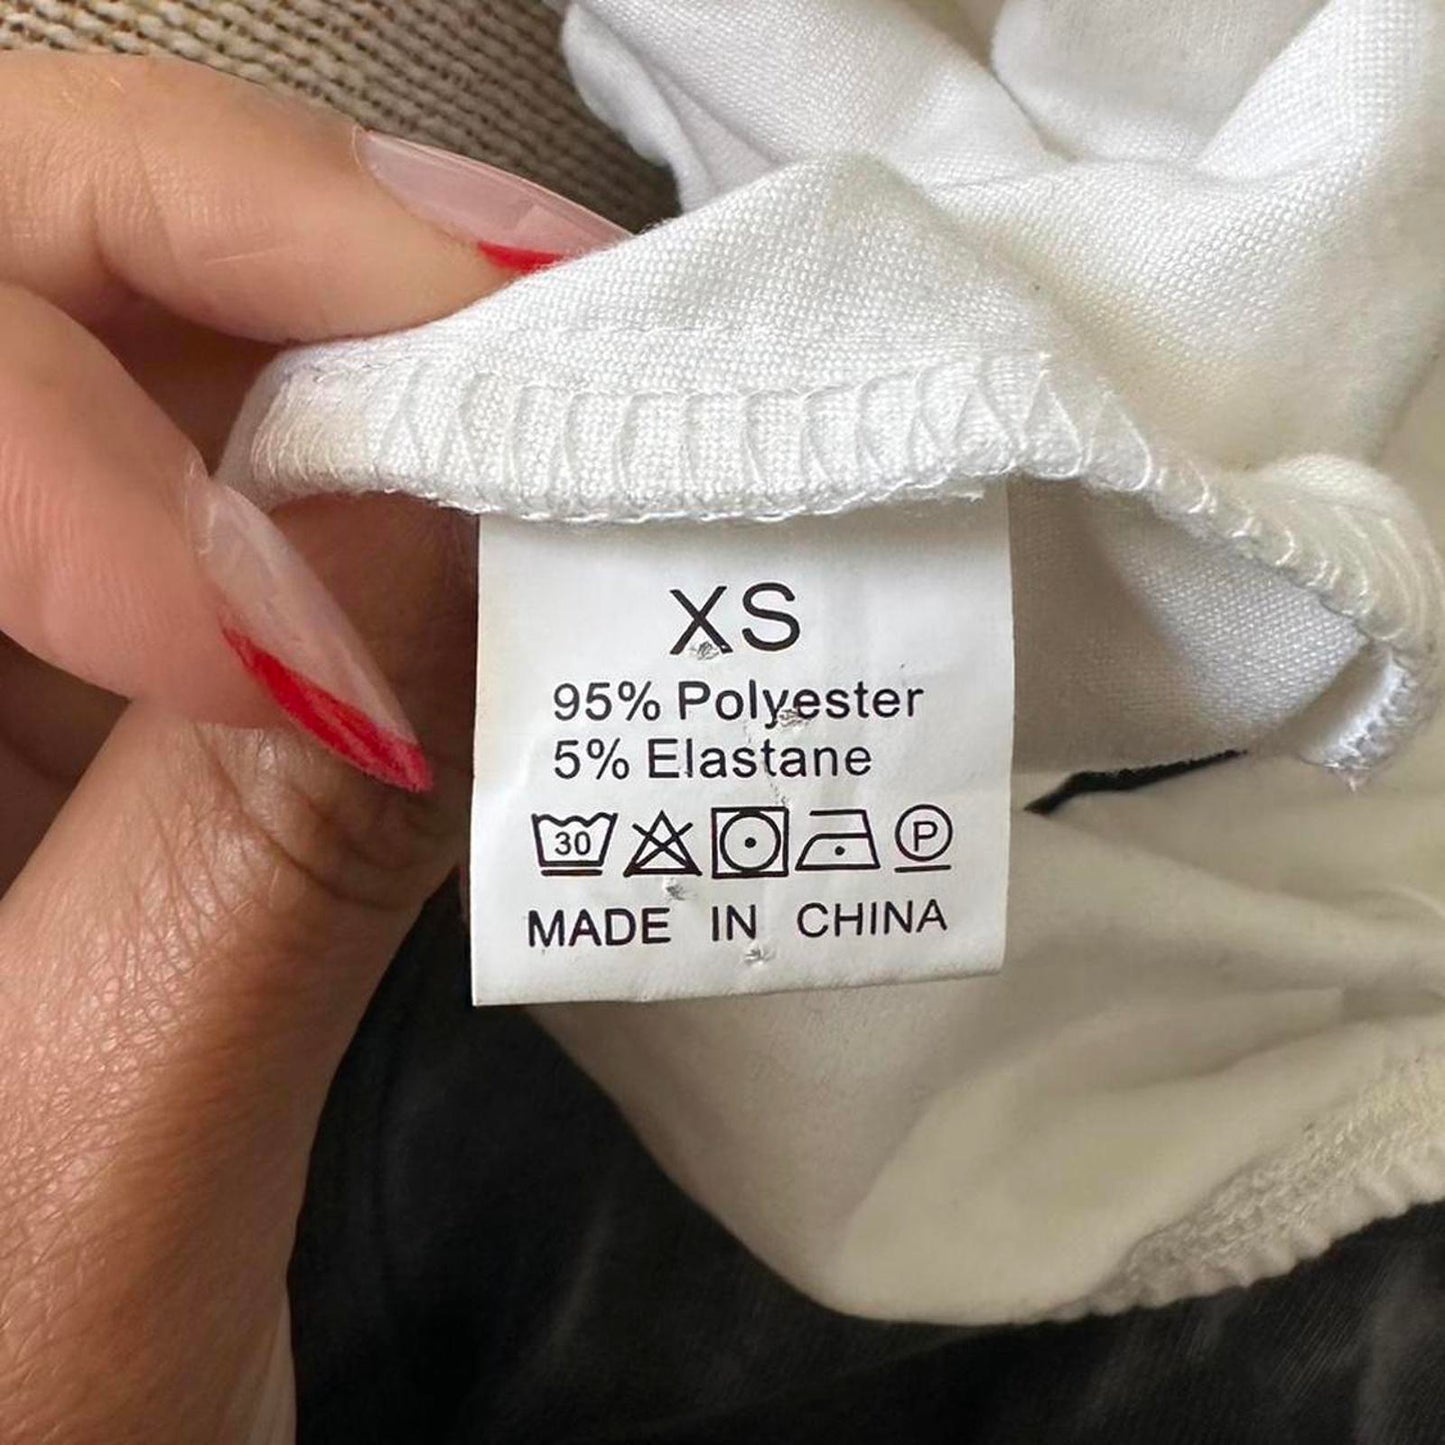 XS
95% Polyester
5% Elastane
30 P
MADE IN CHINA